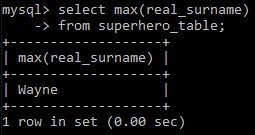 mysql> select max(real_surname)
    -> from superhero_table;
+-------------------+
| max(real_surname) |
+-------------------+
| Wayne             |
+-------------------+
1 row in set (0.00 sec)